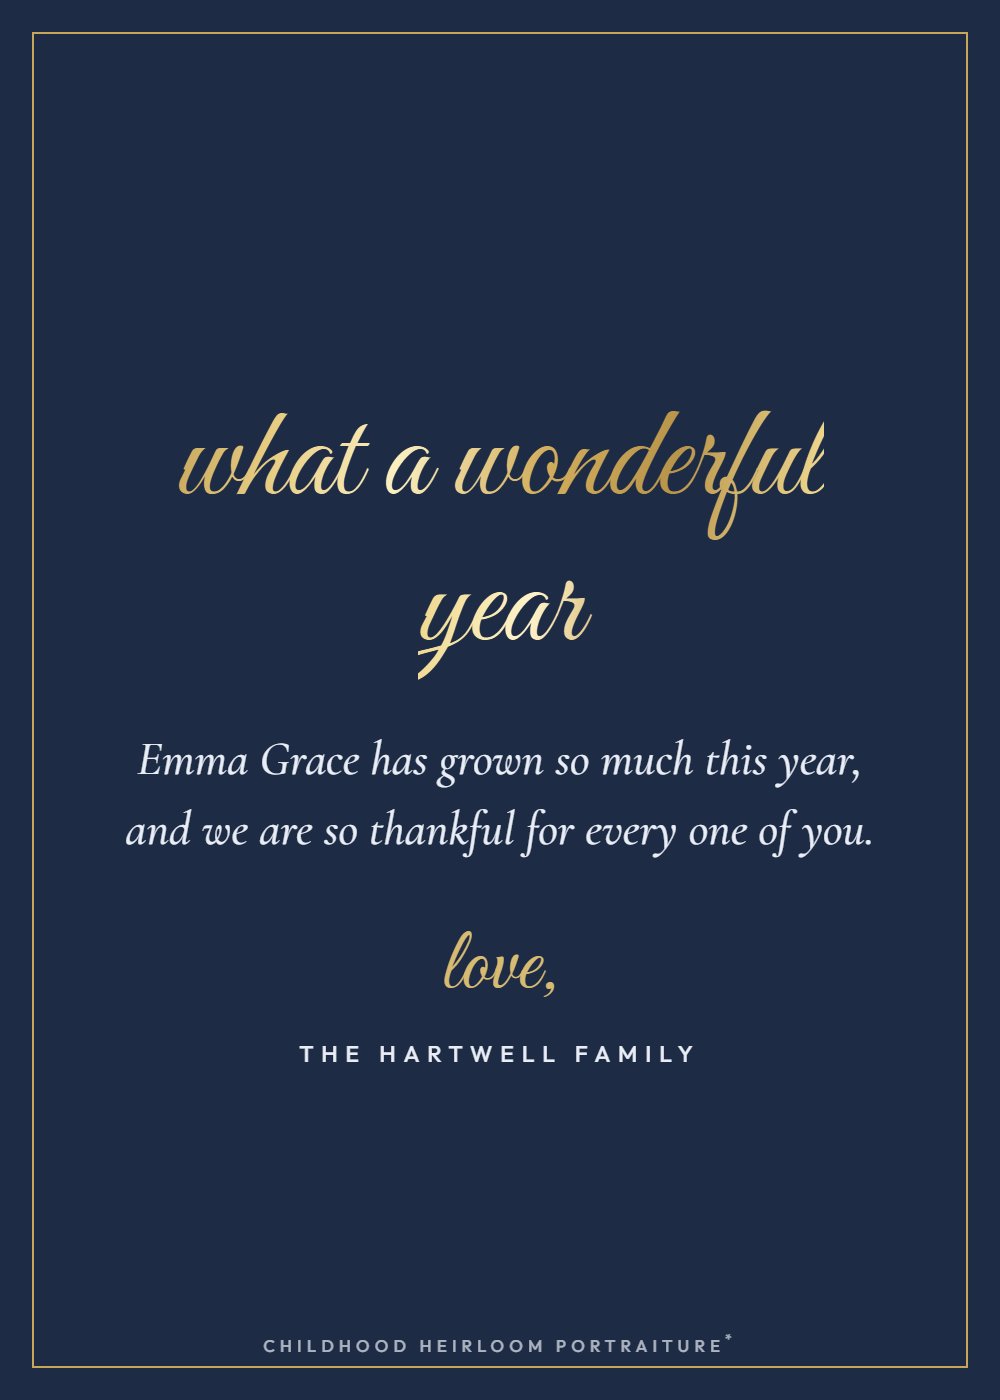 what a wonderful
year
Emma Grace has grown so much this year,
and we are so thankful for every one of you.
love,
THE HARTWELL FAMILY
CHILDHOOD HEIRLOOM PORTRAITURE*